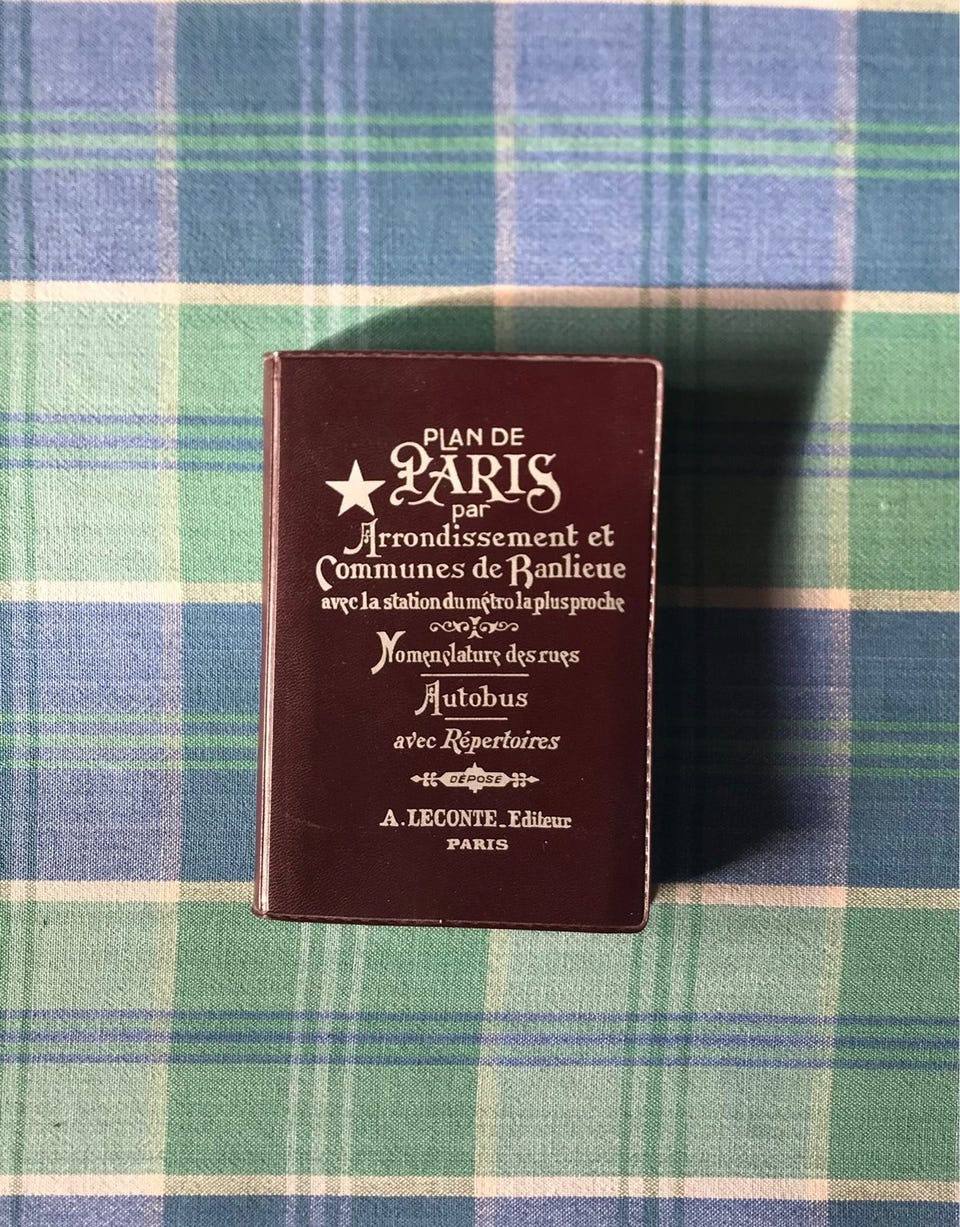 PLAN DE
PARIS
par
Arrondissement et
Communes de Banlieue
avec la station du métro la plus proche
Nomenclature des rues
Autobus
avec Répertoires
DÉPOSÉ
A. LECONTE_Editeur
PARIS